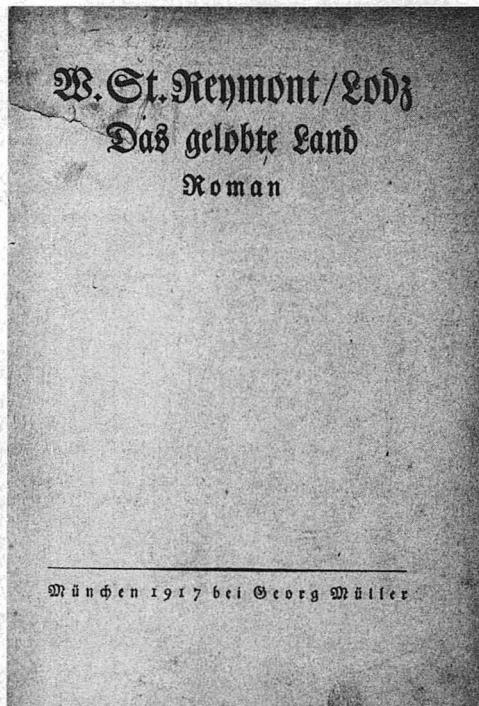 W. St. Reymont / Lodz
Das gelobte Land
Roman
München 1917 bei Georg Müller